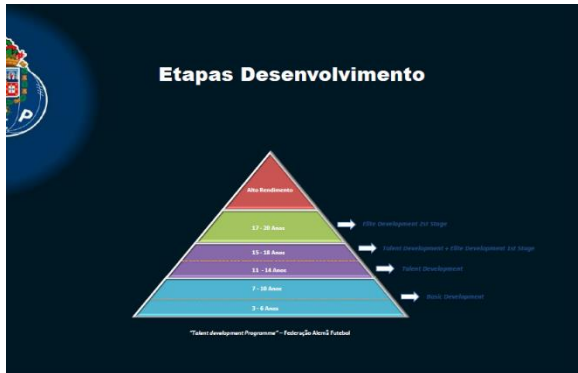 Etapas Desenvolvimento
Alto Rendimento
17 - 20 Anos
Elite Development 2st Stage
15 - 18 Anos
Talent Development + Elite Development 1st Stage
11 - 14 Anos
Talent Development
7 - 10 Anos
Basic Development
3 - 6 Anos
"Talent development Programme" – Federação Alemã Futebol
P